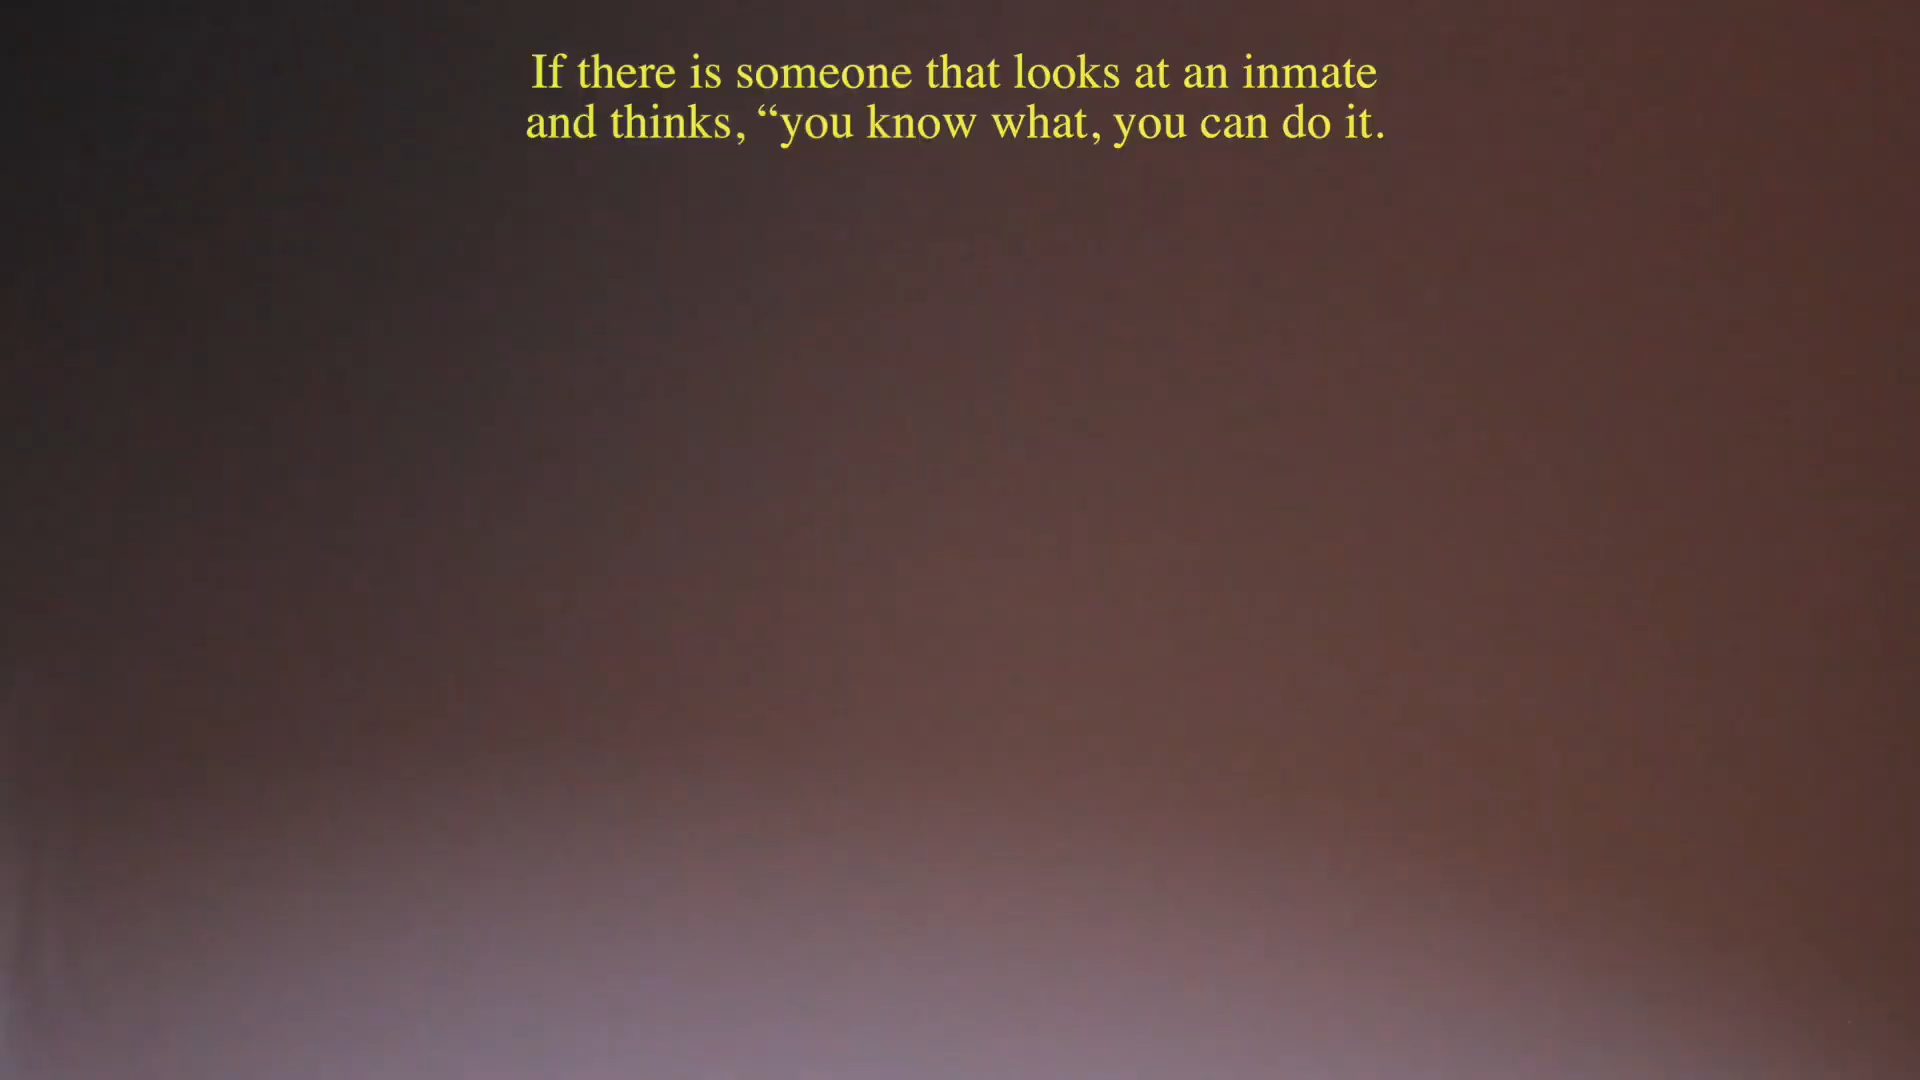 If there is someone that looks at an inmate
and thinks, “you know what, you can do it.